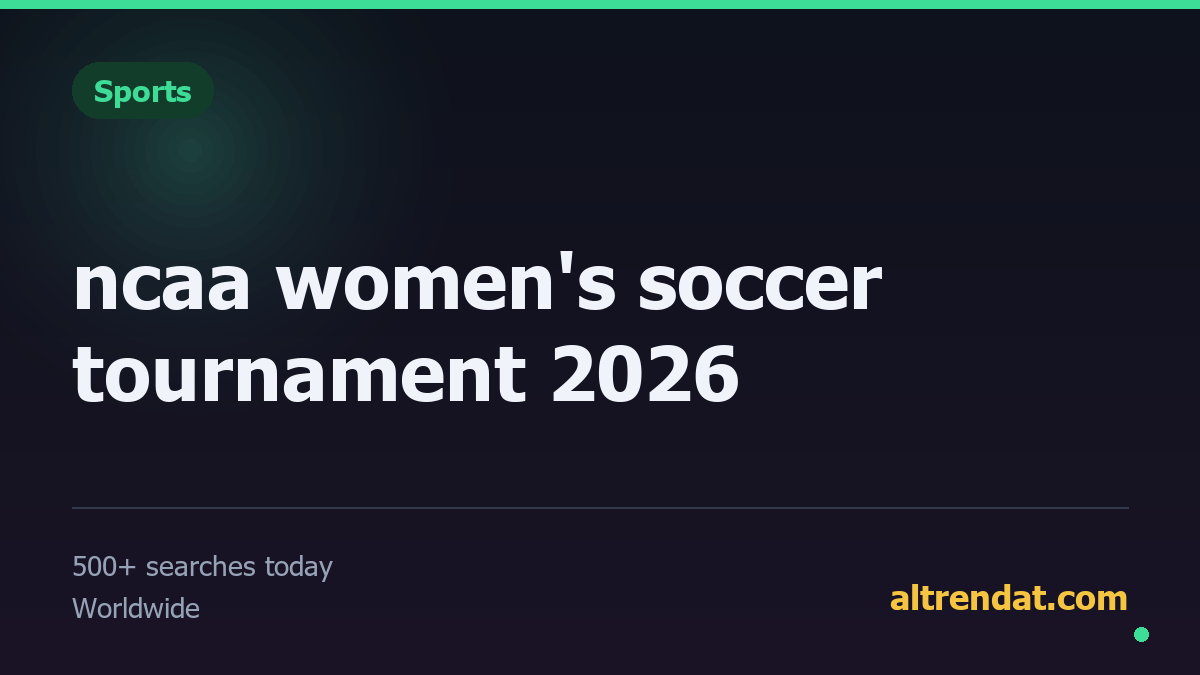 Sports
ncaa women's soccer
tournament 2026
500+ searches today
Worldwide
altrendat.com